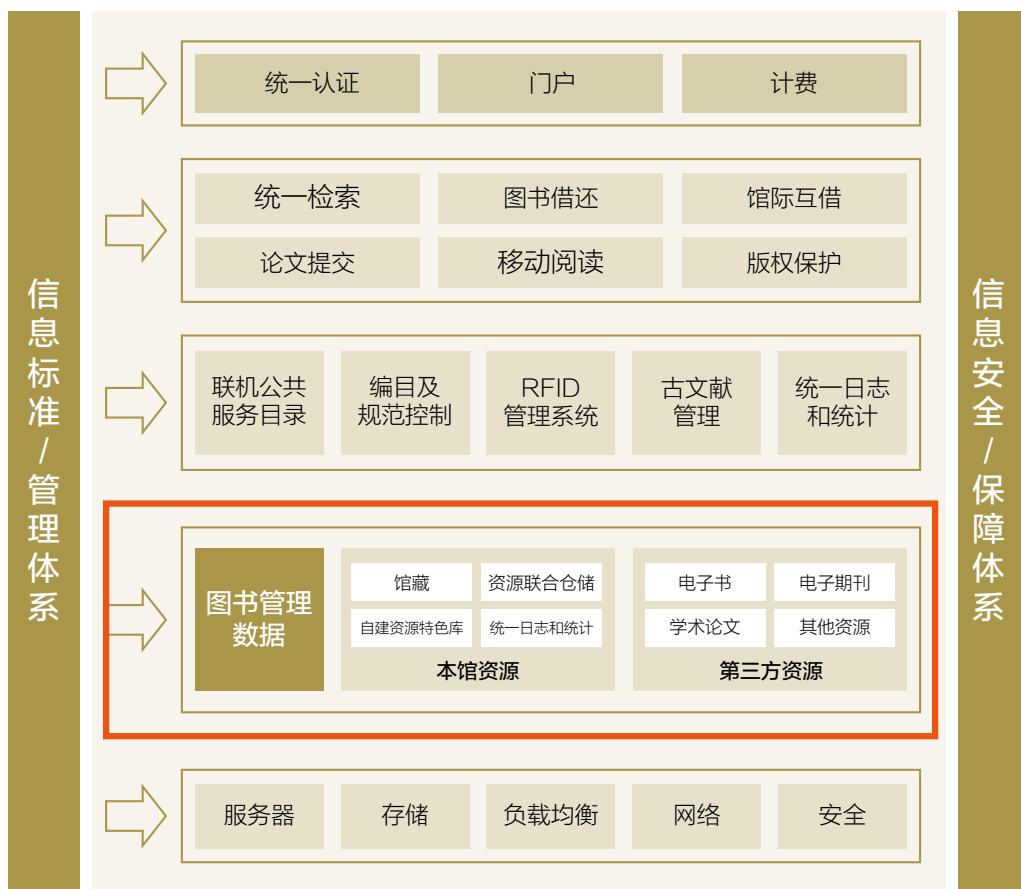 信息标准/管理体系
统一认证
门户
计费
统一检索
图书借还
馆际互借
论文提交
移动阅读
版权保护
联机公共
服务目录
编目及
规范控制
RFID
管理系统
古文献
管理
统一日志
和统计
图书管理
数据
馆藏
资源联合仓储
自建资源特色库
统一日志和统计
本馆资源
电子书
电子期刊
学术论文
其他资源
第三方资源
服务器
存储
负载均衡
网络
安全
信息安全/保障体系